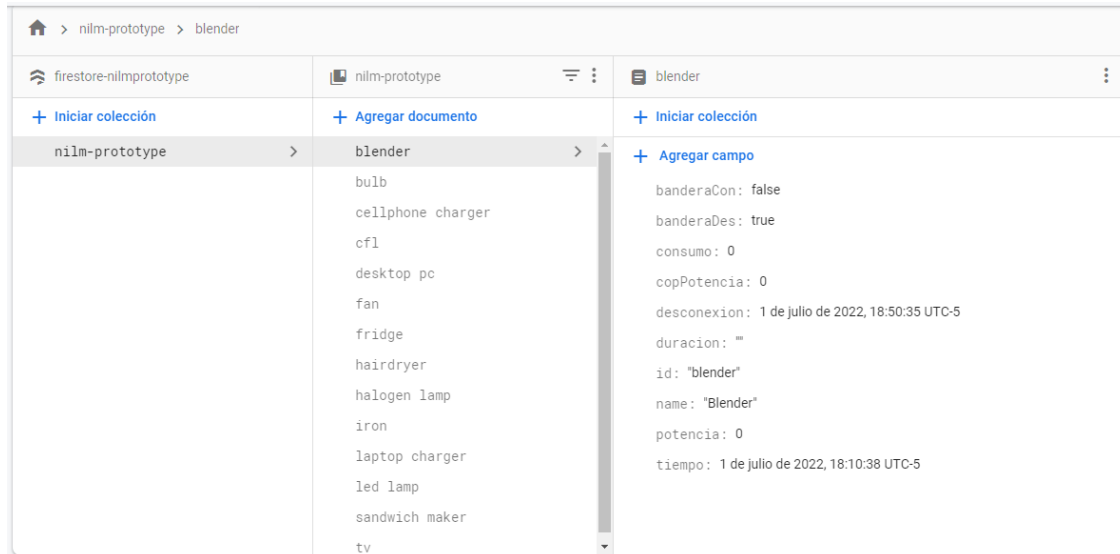 nilm-prototype > blender
firestore-nilmprototype
+ Iniciar colección
nilm-prototype
nilm-prototype
+ Agregar documento
blender
bulb
cellphone charger
cfl
desktop pc
fan
fridge
hairdryer
halogen lamp
iron
laptop charger
led lamp
sandwich maker
tv
blender
+ Iniciar colección
+ Agregar campo
banderaCon: false
banderaDes: true
consumo: 0
copPotencia: 0
desconexion: 1 de julio de 2022, 18:50:35 UTC-5
duracion: ""
id: "blender"
name: "Blender"
potencia: 0
tiempo: 1 de julio de 2022, 18:10:38 UTC-5